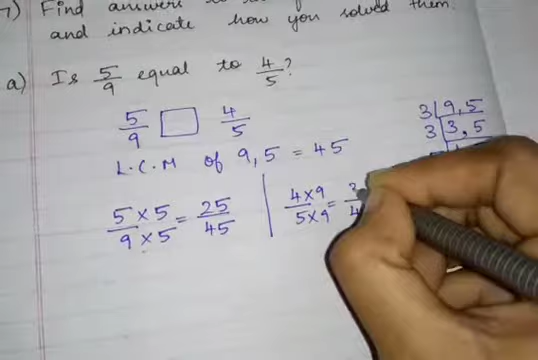 7) Find answers to
and indicate how you solved them.
a) Is 5/9 equal to 4/5?
5/9 □ 4/5
L.C.M of 9,5 = 45
3 | 9, 5
3 | 3, 5
5×5/9×5 = 25/45 | 4×9/5×9 =